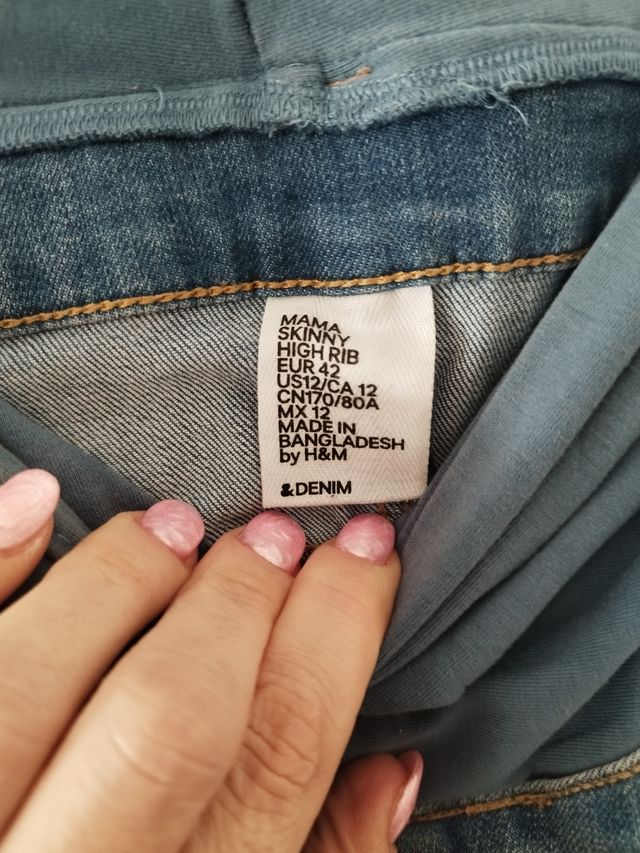 MAMA
SKINNY
HIGH RIB
EUR 42
US12/CA 12
CN170/80A
MX 12
MADE IN
BANGLADESH
by H&M
&DENIM